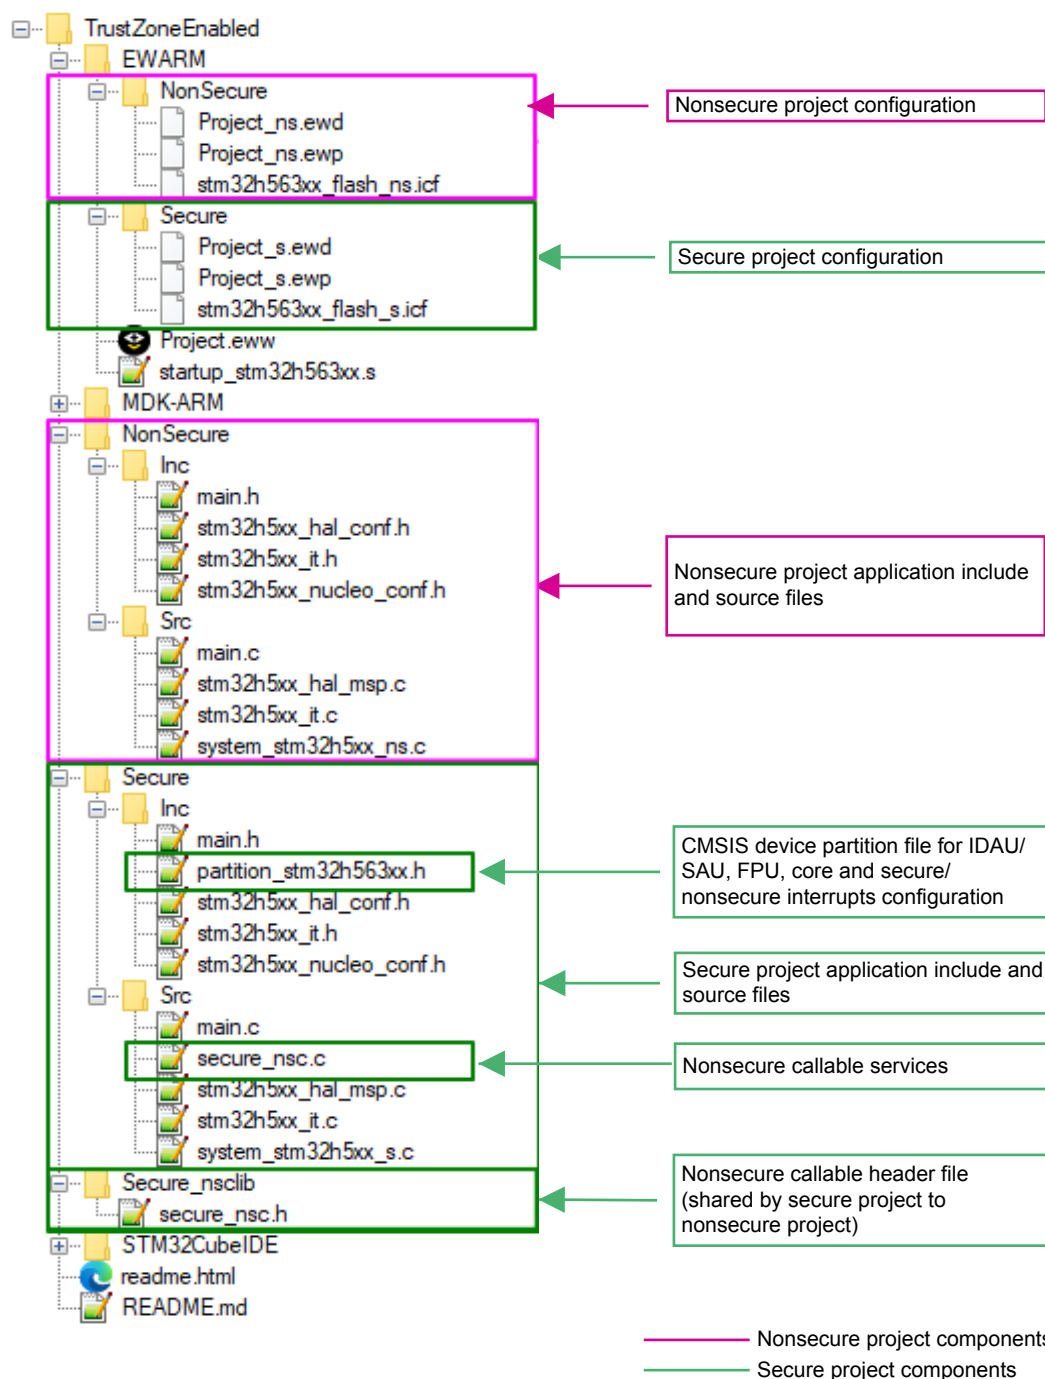 TrustZoneEnabled
EWARM
NonSecure
Project_ns.ewd
Project_ns.ewp
stm32h563xx_flash_ns.icf
Nonsecure project configuration
Secure
Project_s.ewd
Project_s.ewp
stm32h563xx_flash_s.icf
Secure project configuration
Project.eww
startup_stm32h563xx.s
MDK-ARM
NonSecure
Inc
main.h
stm32h5xx_hal_conf.h
stm32h5xx_it.h
stm32h5xx_nucleo_conf.h
Src
main.c
stm32h5xx_hal_msp.c
stm32h5xx_it.c
system_stm32h5xx_ns.c
Nonsecure project application include
and source files
Secure
Inc
main.h
partition_stm32h563xx.h
stm32h5xx_hal_conf.h
stm32h5xx_it.h
stm32h5xx_nucleo_conf.h
CMSIS device partition file for IDAU/
SAU, FPU, core and secure/
nonsecure interrupts configuration
Secure project application include and
source files
Src
main.c
secure_nsc.c
stm32h5xx_hal_msp.c
stm32h5xx_it.c
system_stm32h5xx_s.c
Nonsecure callable services
Secure_nsclib
secure_nsc.h
Nonsecure callable header file
(shared by secure project to
nonsecure project)
STM32CubeIDE
readme.html
README.md
Nonsecure project components
Secure project components